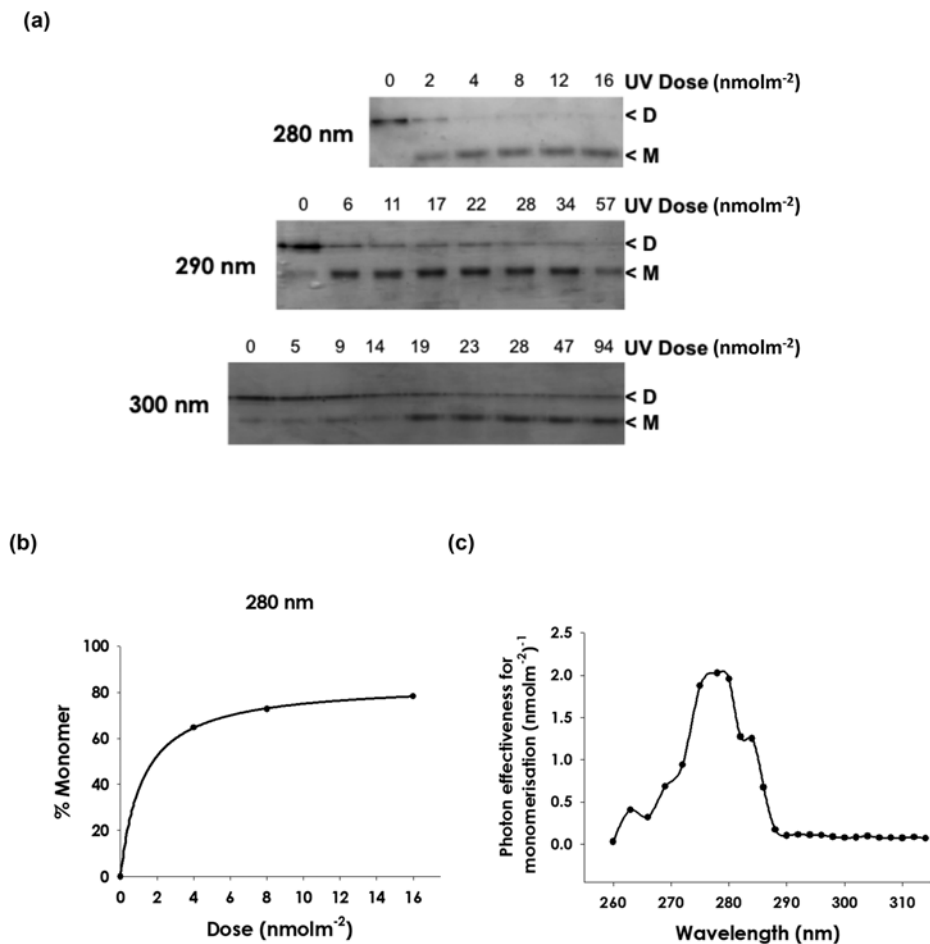 (a)
0 2 4 8 12 16 UV Dose (nmolm⁻²)
280 nm
< D
< M
0 6 11 17 22 28 34 57 UV Dose (nmolm⁻²)
290 nm
< D
< M
0 5 9 14 19 23 28 47 94 UV Dose (nmolm⁻²)
300 nm
< D
< M
(b)
280 nm
% Monomer
100
80
60
40
20
0
0 2 4 6 8 10 12 14 16
Dose (nmolm⁻²)
(c)
Photon effectiveness for
monomerisation (nmolm⁻²)⁻¹
2.5
2.0
1.5
1.0
0.5
0.0
260 270 280 290 300 310
Wavelength (nm)